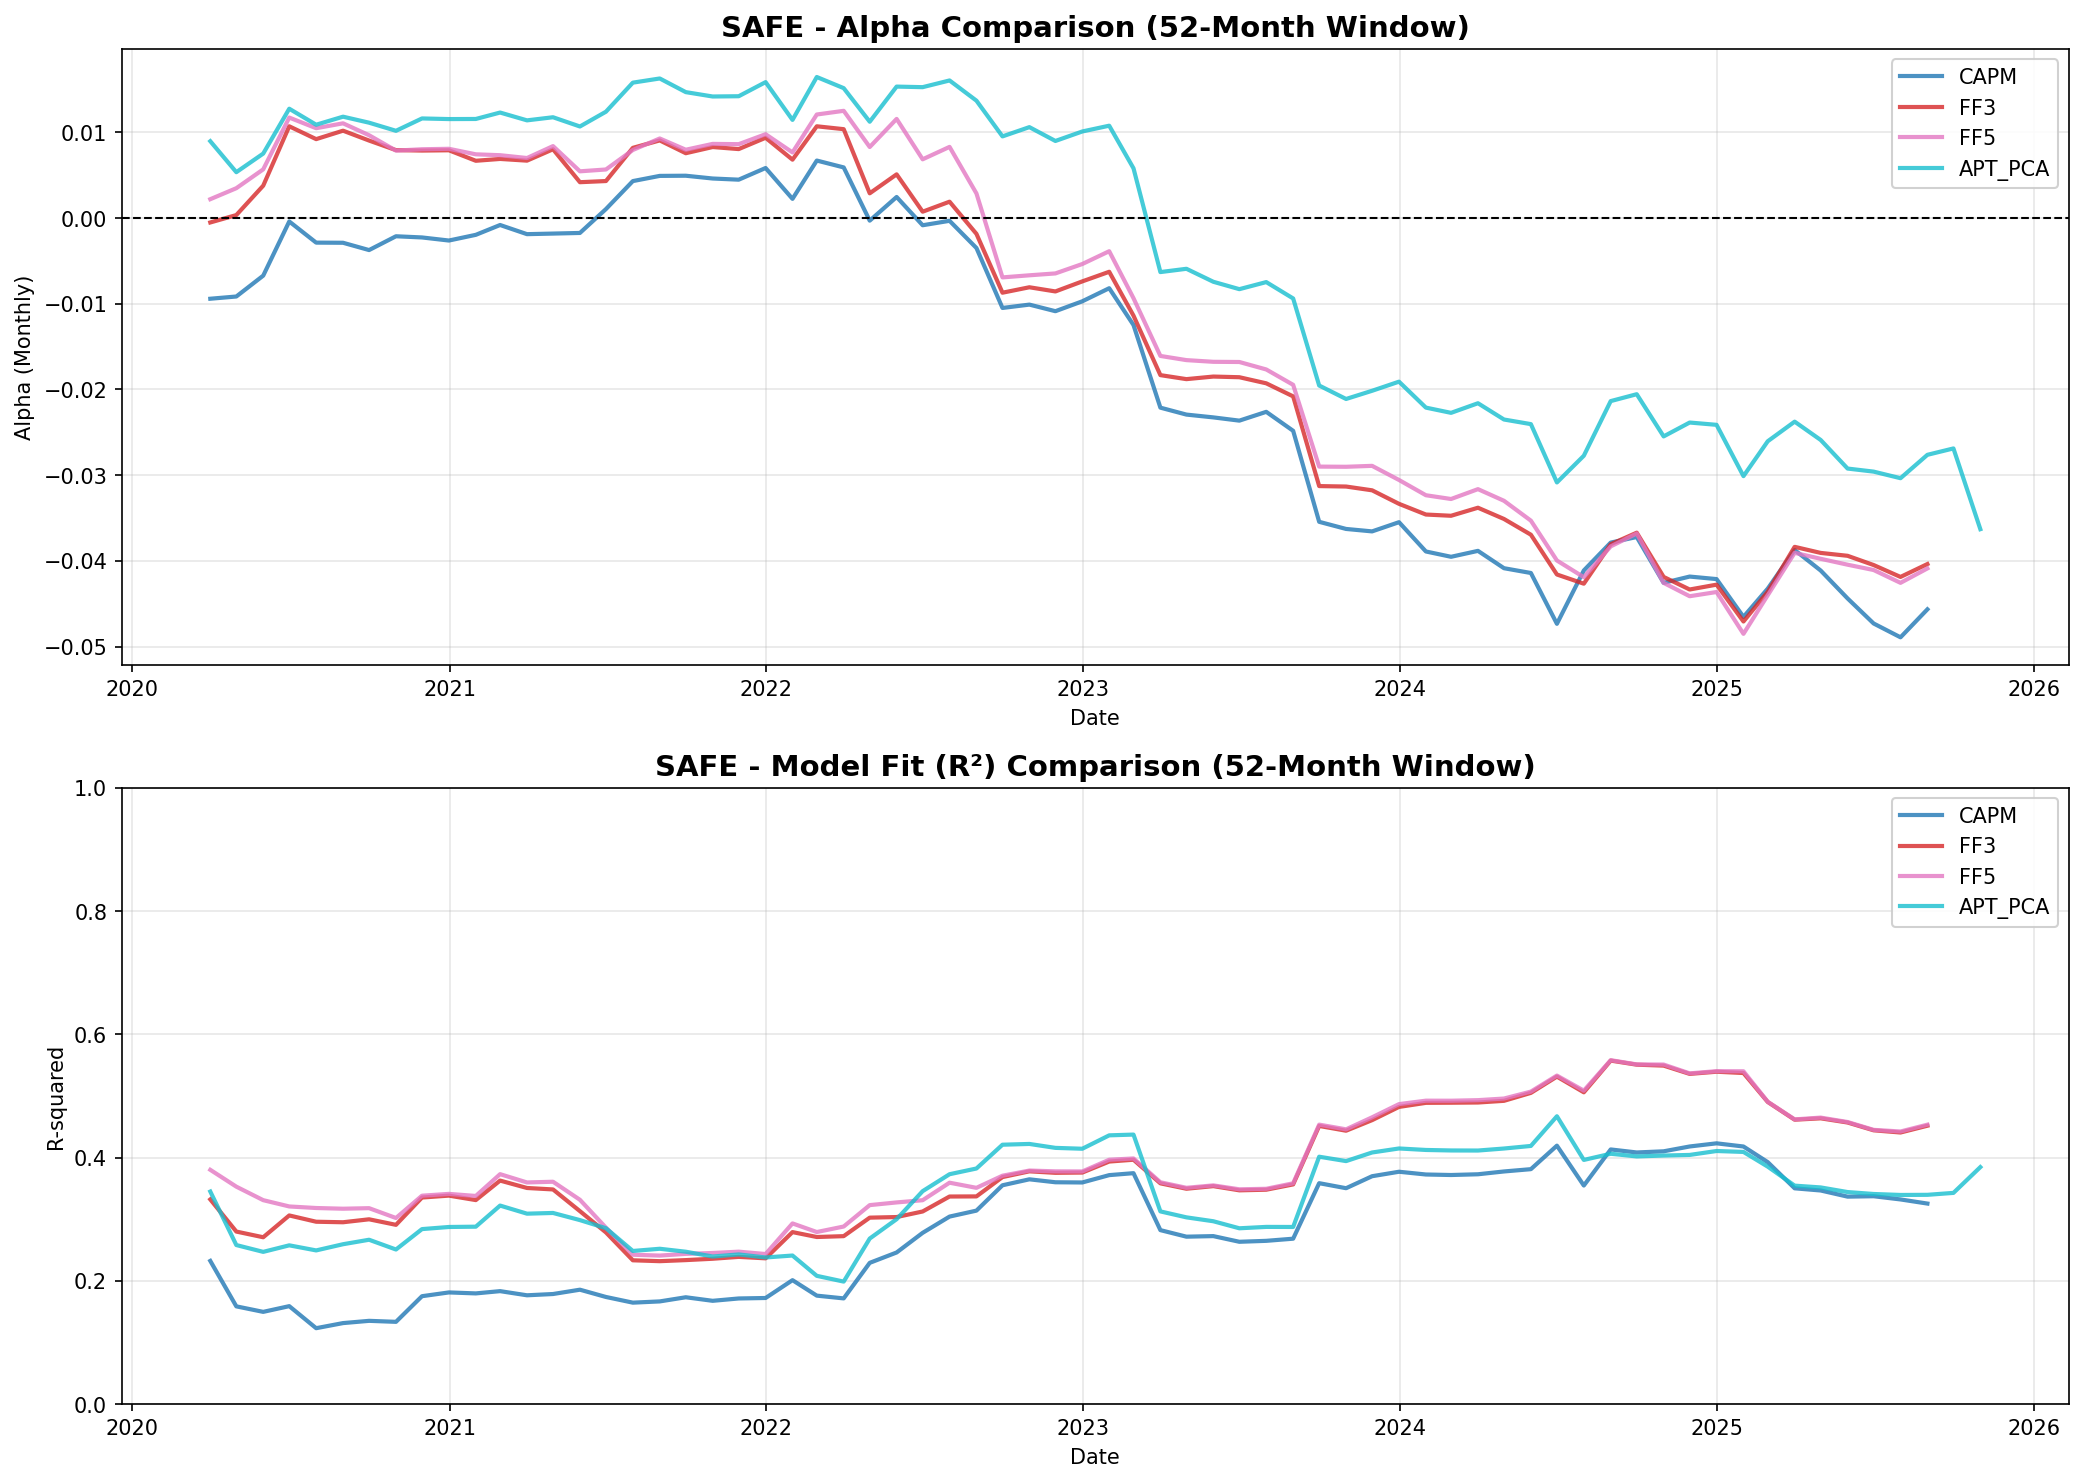 SAFE - Alpha Comparison (52-Month Window)
CAPM
FF3
FF5
APT_PCA
0.01
0.00
−0.01
−0.02
−0.03
−0.04
−0.05
Alpha (Monthly)
2020 2021 2022 2023 2024 2025 2026
Date
SAFE - Model Fit (R²) Comparison (52-Month Window)
CAPM
FF3
FF5
APT_PCA
1.0
0.8
0.6
0.4
0.2
0.0
R-squared
2020 2021 2022 2023 2024 2025 2026
Date